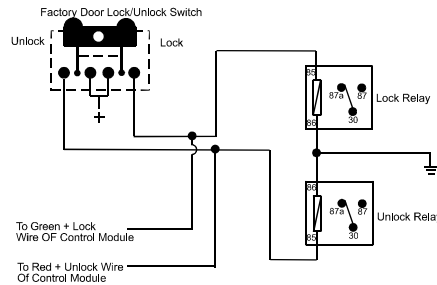 Factory Door Lock/Unlock Switch
Unlock
Lock
+
85
87a 87
Lock Relay
30
86
86
87a 87
Unlock Rela
30
85
To Green + Lock
Wire OF Control Module
To Red + Unlock Wire
Of Control Module